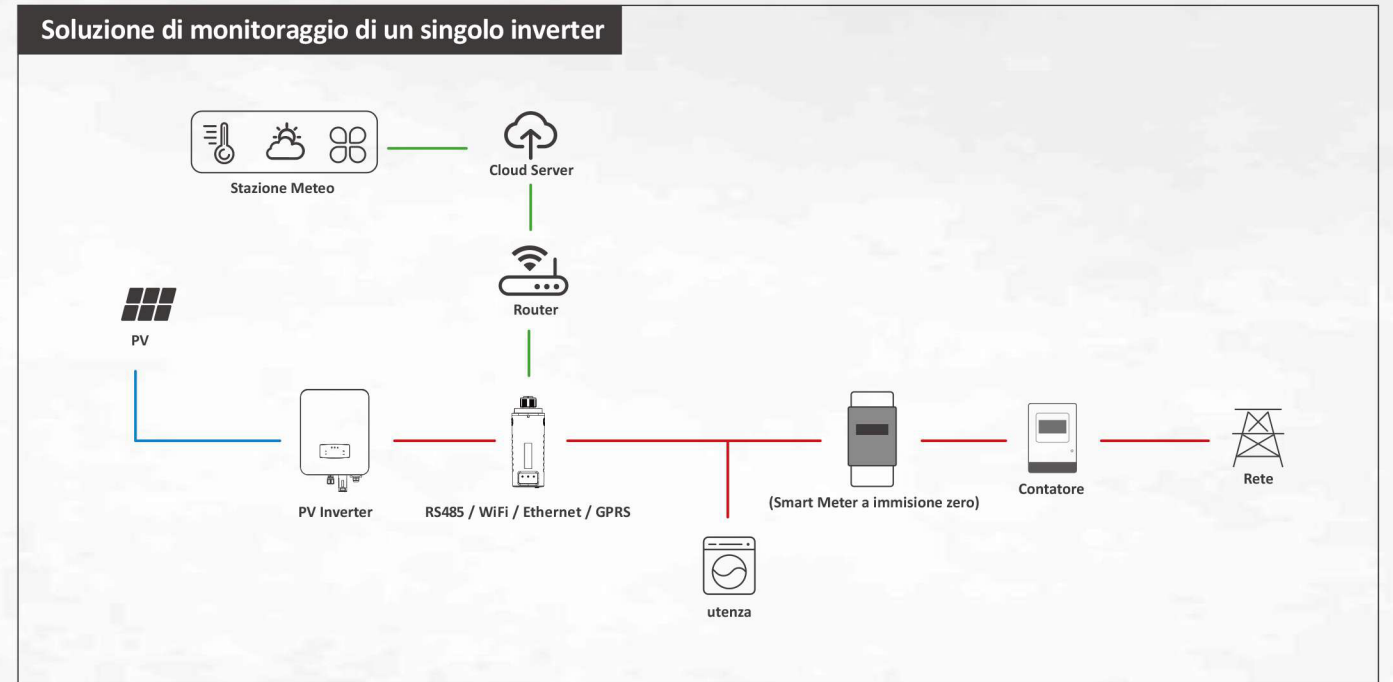 Soluzione di monitoraggio di un singolo inverter
Stazione Meteo
Cloud Server
Router
PV
PV Inverter
RS485 / WiFi / Ethernet / GPRS
(Smart Meter a immisione zero)
Contatore
Rete
utenza